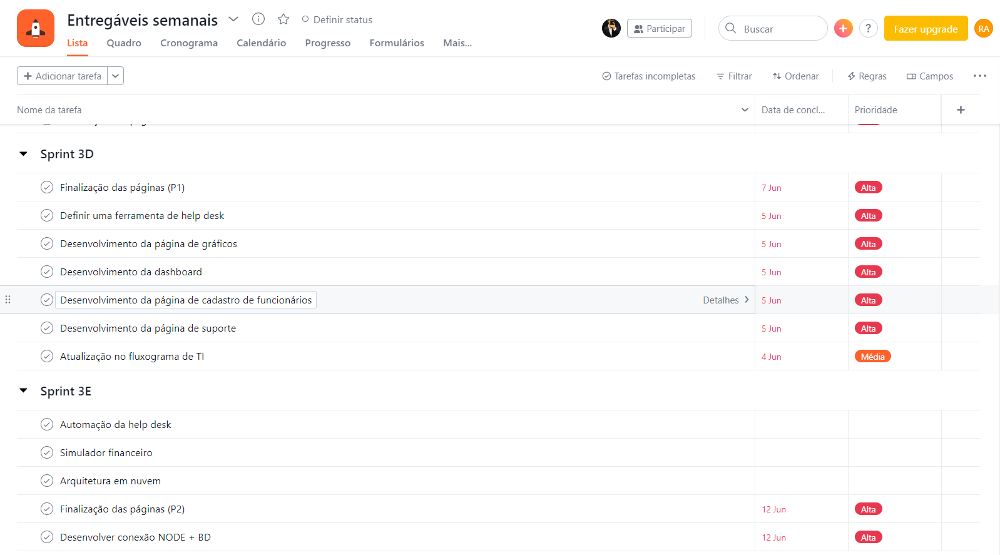 Entregáveis semanais
Definir status
Participar
Buscar
?
Fazer upgrade
RA
Lista
Quadro
Cronograma
Calendário
Progresso
Formulários
Mais...
Adicionar tarefa
Tarefas incompletas
Filtrar
Ordenar
Regras
Campos
Nome da tarefa
Data de concl...
Prioridade
Sprint 3D
Finalização das páginas (P1)
7 Jun
Alta
Definir uma ferramenta de help desk
5 Jun
Alta
Desenvolvimento da página de gráficos
5 Jun
Alta
Desenvolvimento da dashboard
5 Jun
Alta
Desenvolvimento da página de cadastro de funcionários
Detalhes
5 Jun
Alta
Desenvolvimento da página de suporte
5 Jun
Alta
Atualização no fluxograma de TI
4 Jun
Média
Sprint 3E
Automação da help desk
Simulador financeiro
Arquitetura em nuvem
Finalização das páginas (P2)
12 Jun
Alta
Desenvolver conexão NODE + BD
12 Jun
Alta